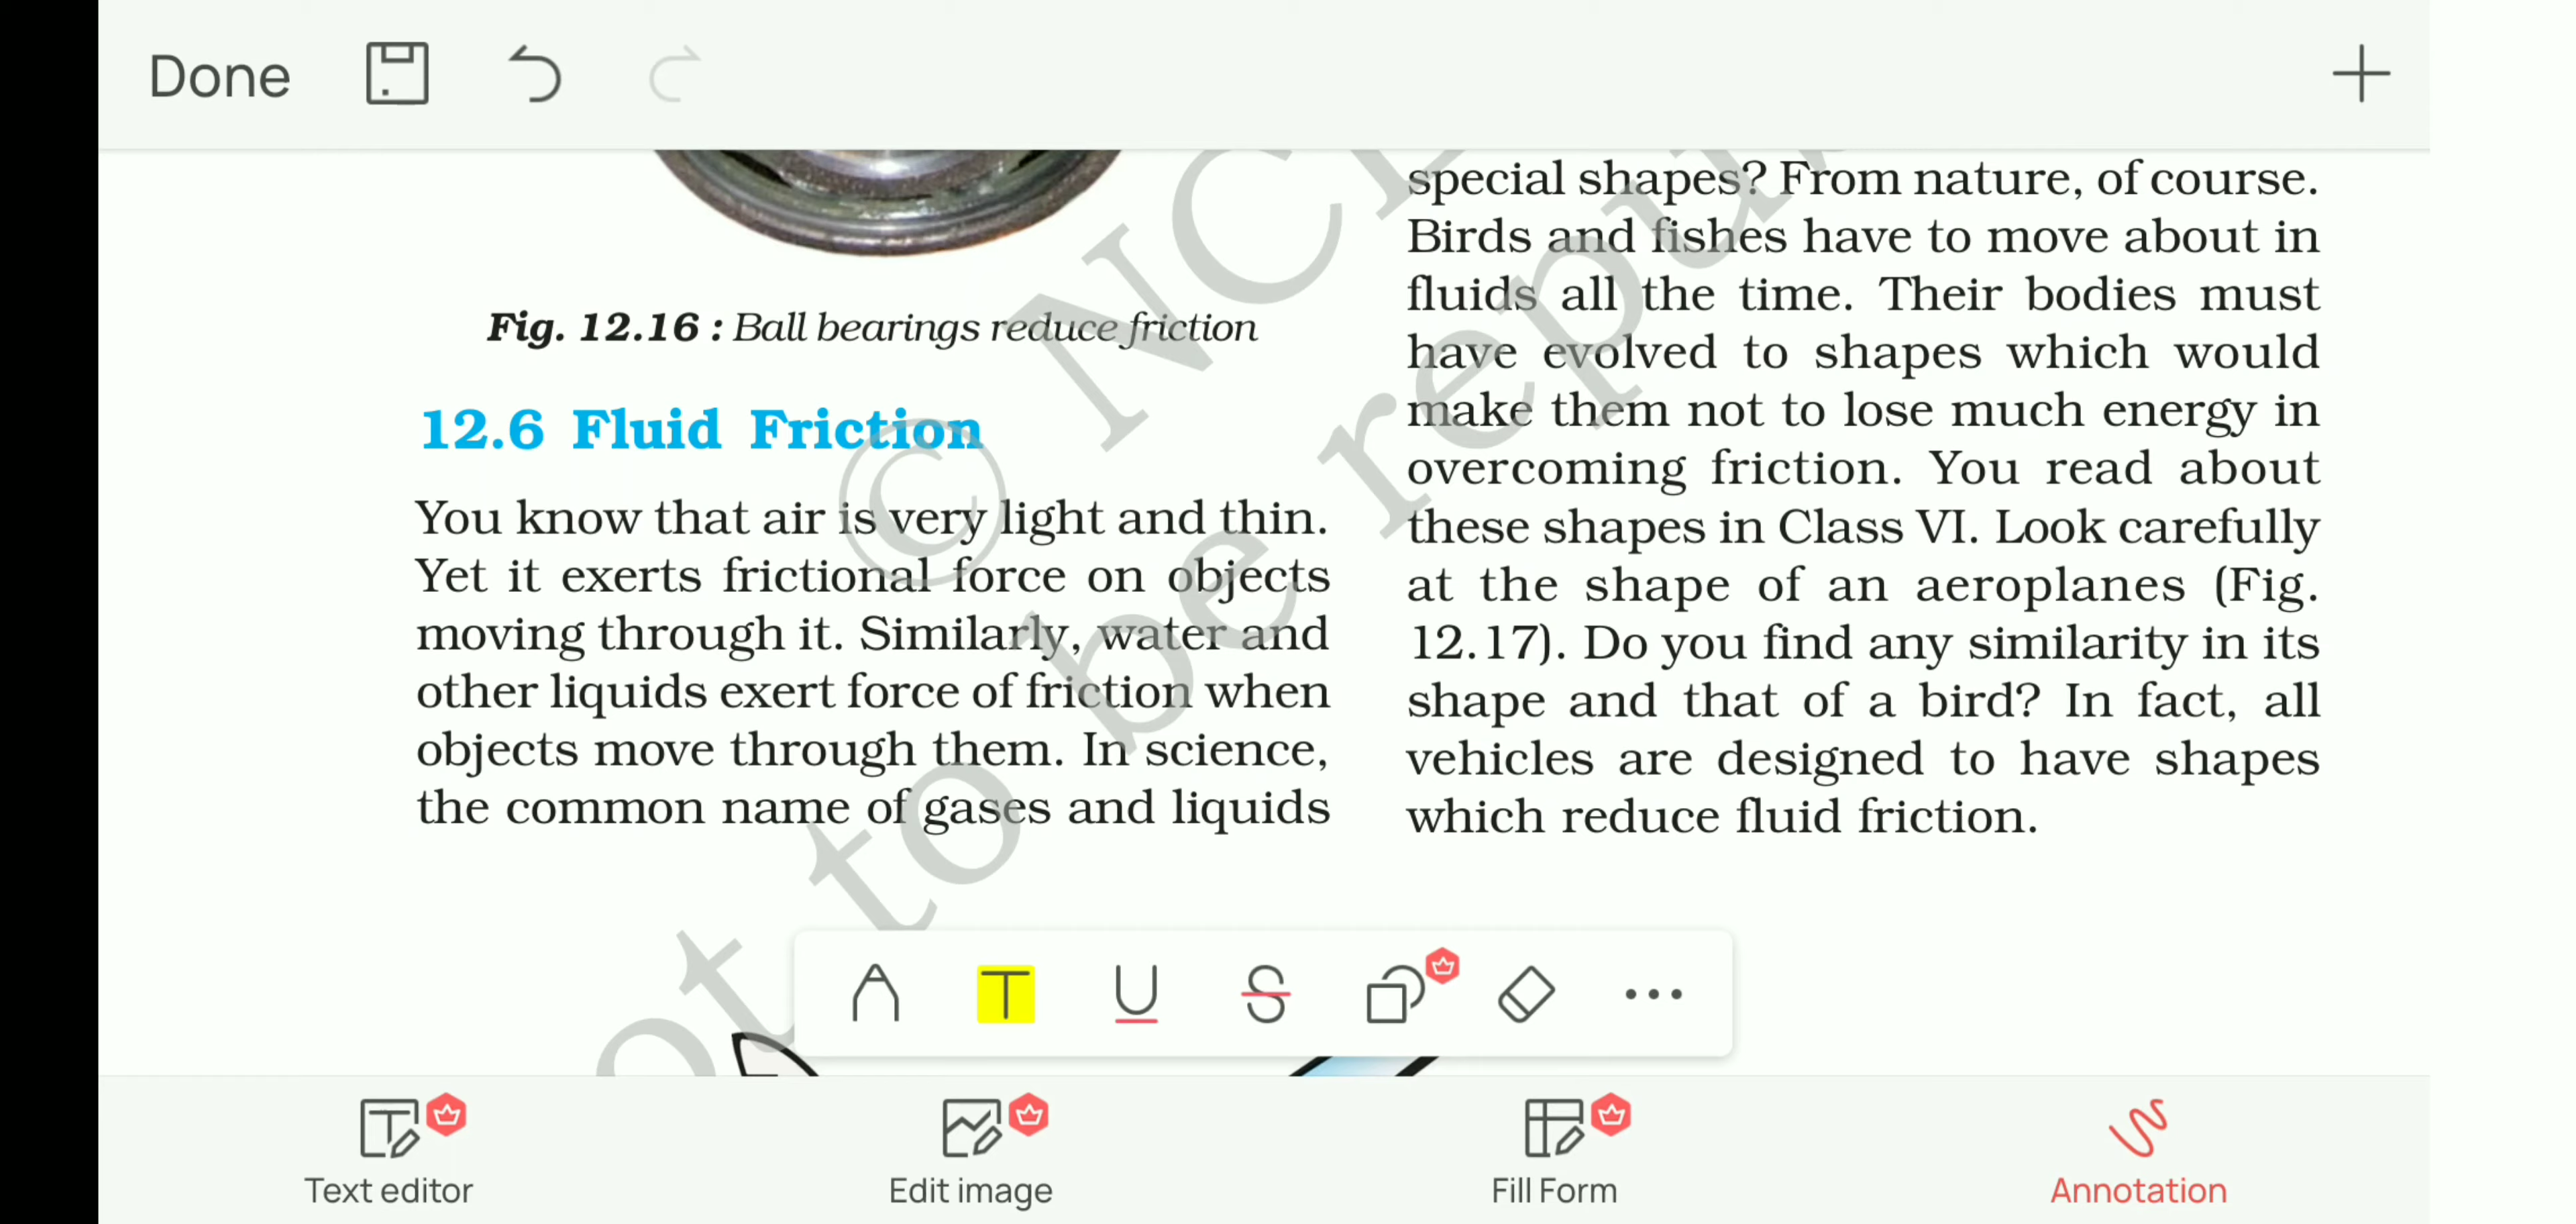 Done
Fig. 12.16 : Ball bearings reduce friction
12.6 Fluid Friction
You know that air is very light and thin.
Yet it exerts frictional force on objects
moving through it. Similarly, water and
other liquids exert force of friction when
objects move through them. In science,
the common name of gases and liquids
special shapes? From nature, of course.
Birds and fishes have to move about in
fluids all the time. Their bodies must
have evolved to shapes which would
make them not to lose much energy in
overcoming friction. You read about
these shapes in Class VI. Look carefully
at the shape of an aeroplanes (Fig.
12.17). Do you find any similarity in its
shape and that of a bird? In fact, all
vehicles are designed to have shapes
which reduce fluid friction.
© NC
to be repu
T U S
Text editor
Edit image
Fill Form
Annotation